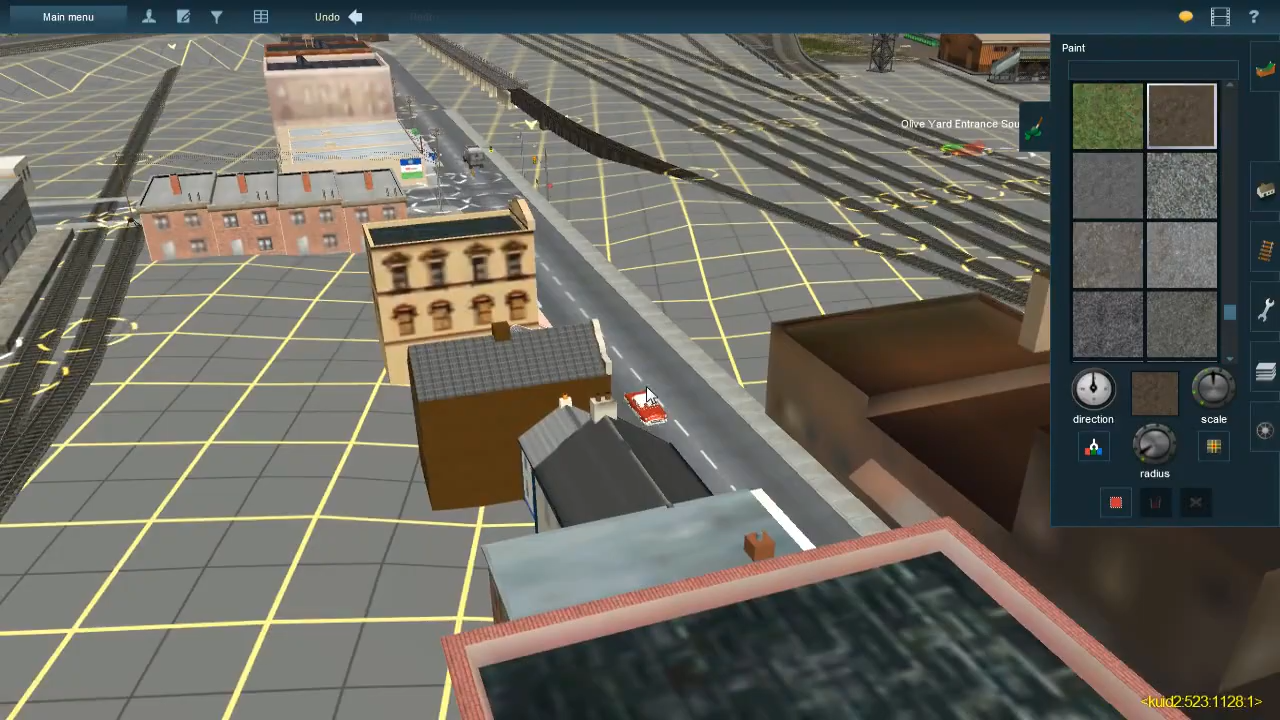 Main menu
Undo
Redo
Paint
Olive Yard Entrance Sou
direction
scale
radius
<kuid2:523:1128:1>